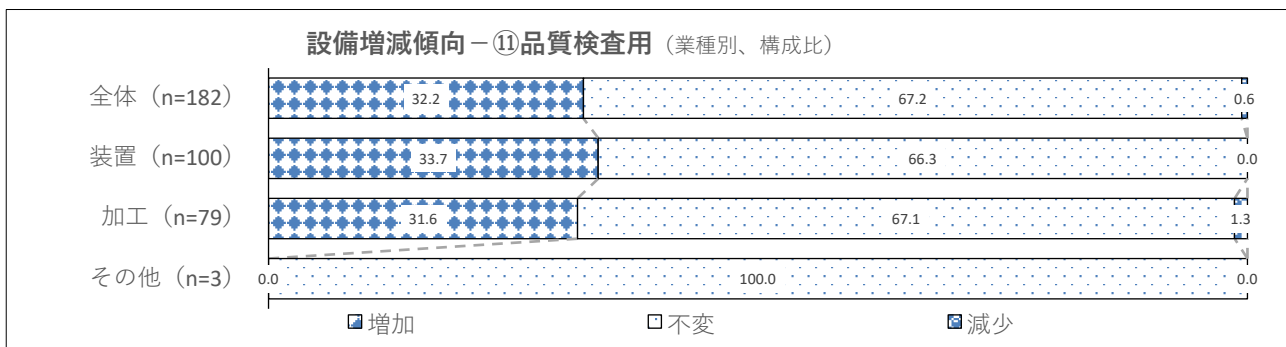 設備増減傾向－⑪品質検査用（業種別、構成比）
全体（n=182） 32.2 67.2 0.6
装置（n=100） 33.7 66.3 0.0
加工（n=79） 31.6 67.1 1.3
その他（n=3） 0.0 100.0 0.0
増加 不変 減少